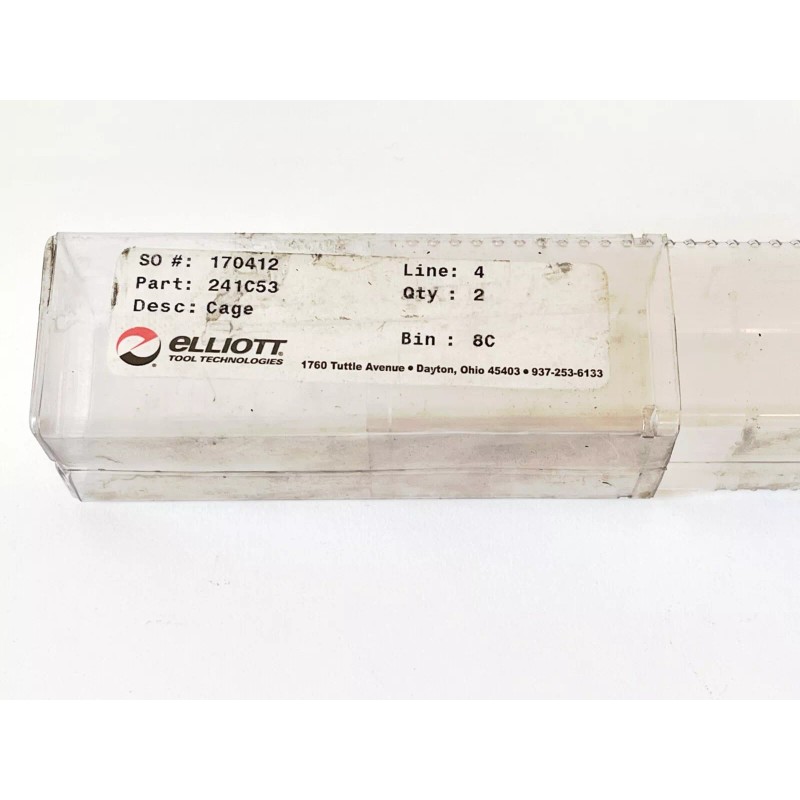 SO #: 170412 Line: 4
Part: 241C53 Qty : 2
Desc: Cage
Bin : 8C
ELLIOTT®
TOOL TECHNOLOGIES
1760 Tuttle Avenue • Dayton, Ohio 45403 • 937-253-6133